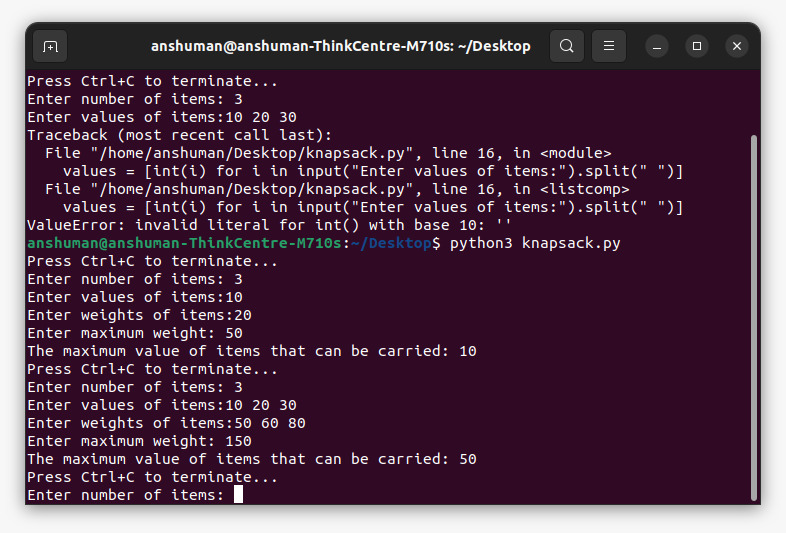 anshuman@anshuman-ThinkCentre-M710s: ~/Desktop
Press Ctrl+C to terminate...
Enter number of items: 3
Enter values of items:10 20 30
Traceback (most recent call last):
  File "/home/anshuman/Desktop/knapsack.py", line 16, in <module>
    values = [int(i) for i in input("Enter values of items:").split(" ")]
  File "/home/anshuman/Desktop/knapsack.py", line 16, in <listcomp>
    values = [int(i) for i in input("Enter values of items:").split(" ")]
ValueError: invalid literal for int() with base 10: ''
anshuman@anshuman-ThinkCentre-M710s:~/Desktop$ python3 knapsack.py
Press Ctrl+C to terminate...
Enter number of items: 3
Enter values of items:10
Enter weights of items:20
Enter maximum weight: 50
The maximum value of items that can be carried: 10
Press Ctrl+C to terminate...
Enter number of items: 3
Enter values of items:10 20 30
Enter weights of items:50 60 80
Enter maximum weight: 150
The maximum value of items that can be carried: 50
Press Ctrl+C to terminate...
Enter number of items: